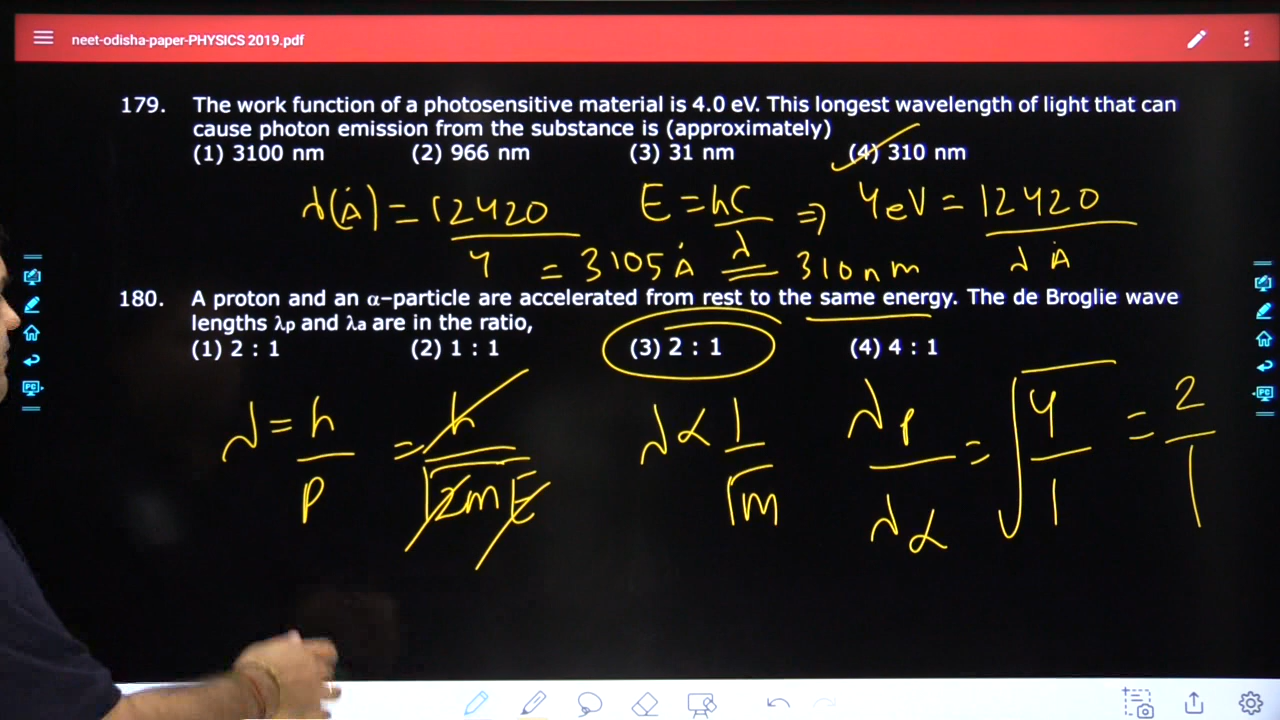 neet-odisha-paper-PHYSICS 2019.pdf
179. The work function of a photosensitive material is 4.0 eV. This longest wavelength of light that can
cause photon emission from the substance is (approximately)
(1) 3100 nm (2) 966 nm (3) 31 nm (4) 310 nm
λ(Å) = 12420 / 4 = 3105 Å E = hc / λ ⇒ 4eV = 12420 / λ Å
= 310 nm
180. A proton and an α–particle are accelerated from rest to the same energy. The de Broglie wave
lengths λp and λa are in the ratio,
(1) 2 : 1 (2) 1 : 1 (3) 2 : 1 (4) 4 : 1
λ = h / p = h / √2mE λ ∝ 1 / √m λp / λα = √4 / 1 = 2 / 1
PC
PC